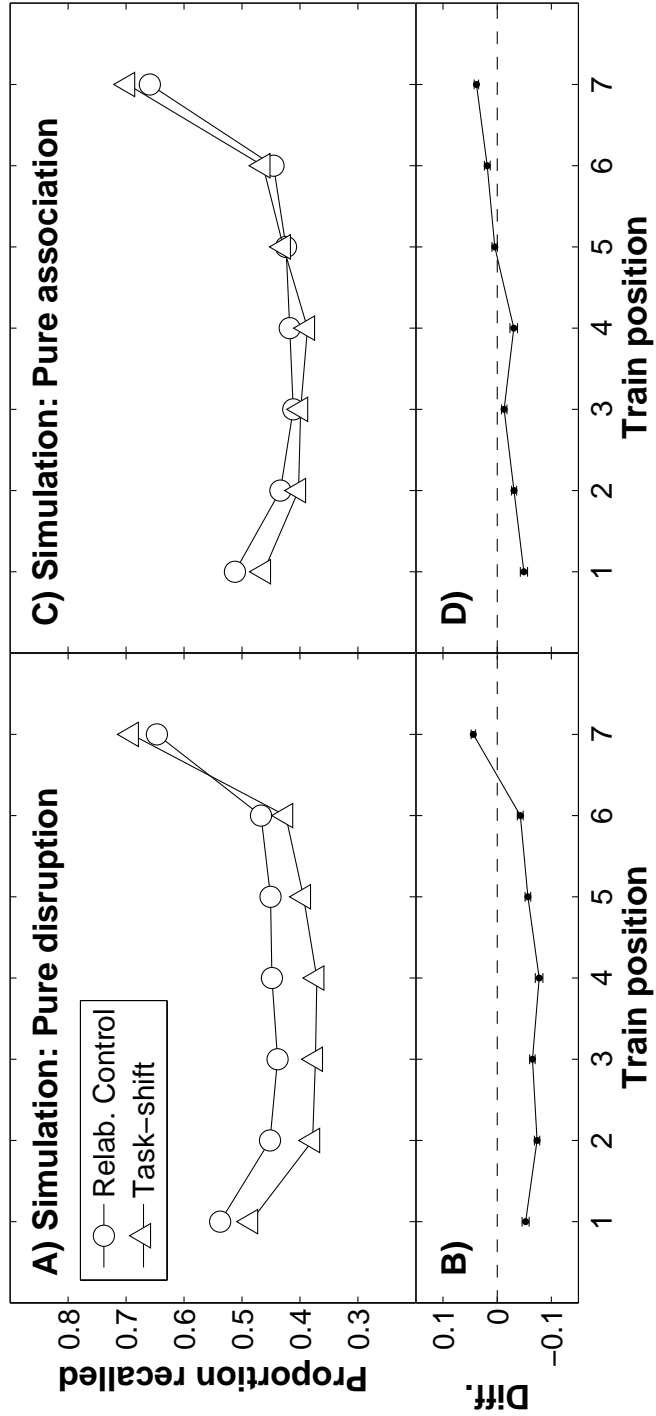 A) Simulation: Pure disruption
Relab. Control
Task−shift
Proportion recalled
0.8
0.7
0.6
0.5
0.4
0.3
C) Simulation: Pure association
B)
Diff.
0.1
0
−0.1
1 2 3 4 5 6 7
Train position
D)
1 2 3 4 5 6 7
Train position